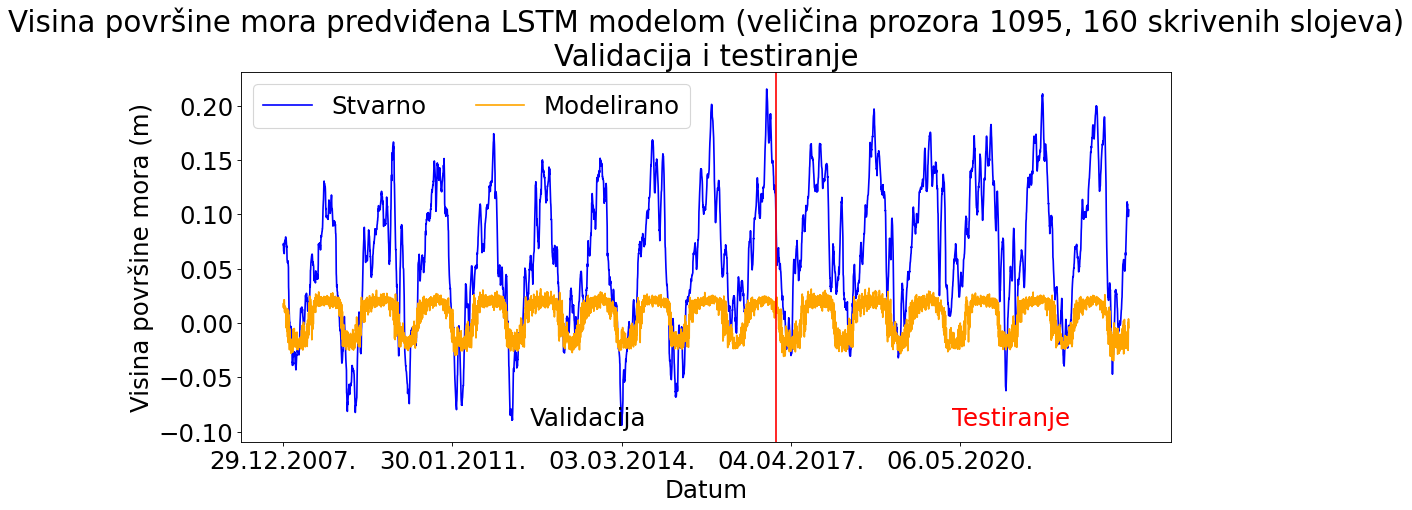 Visina površine mora predviđena LSTM modelom (veličina prozora 1095, 160 skrivenih slojeva)
Validacija i testiranje
Stvarno
Modelirano
Visina površine mora (m)
0.20
0.15
0.10
0.05
0.00
−0.05
−0.10
Validacija
Testiranje
29.12.2007.
30.01.2011.
03.03.2014.
04.04.2017.
06.05.2020.
Datum